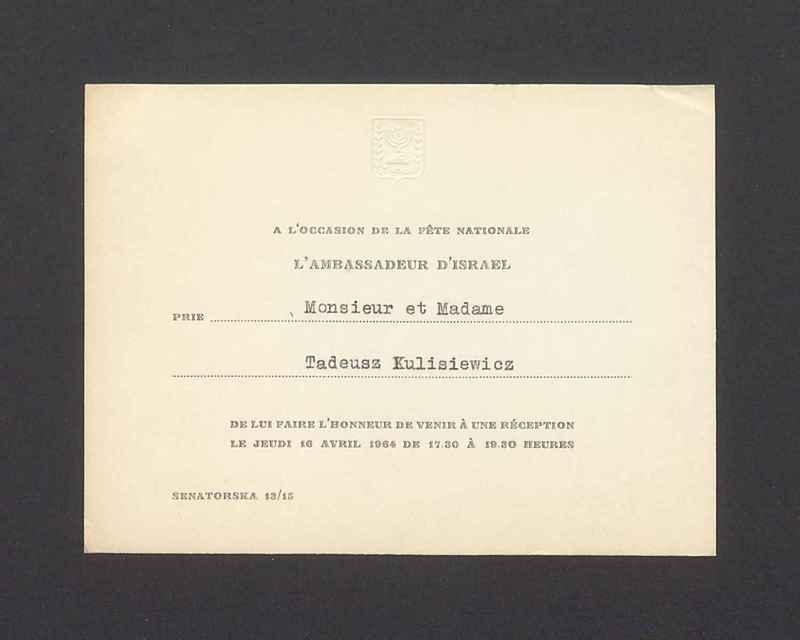 A L'OCCASION DE LA FÊTE NATIONALE
L'AMBASSADEUR D'ISRAEL
PRIE Monsieur et Madame
Tadeusz Kulisiewicz
DE LUI FAIRE L'HONNEUR DE VENIR À UNE RÉCEPTION
LE JEUDI 16 AVRIL 1964 DE 17.30 À 19.30 HEURES
SENATORSKA 13/15